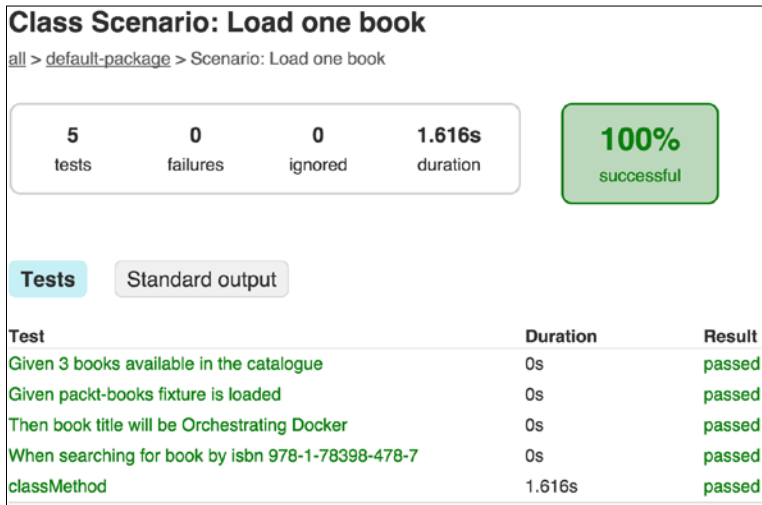 Class Scenario: Load one book
all > default-package > Scenario: Load one book
5 0 0 1.616s
tests failures ignored duration
100%
successful
Tests Standard output
Test Duration Result
Given 3 books available in the catalogue 0s passed
Given packt-books fixture is loaded 0s passed
Then book title will be Orchestrating Docker 0s passed
When searching for book by isbn 978-1-78398-478-7 0s passed
classMethod 1.616s passed